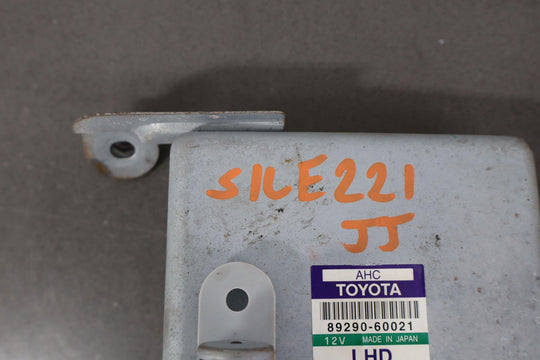 SILE221
JJ
AHC
TOYOTA
89290-60021
12V MADE IN JAPAN
LHD